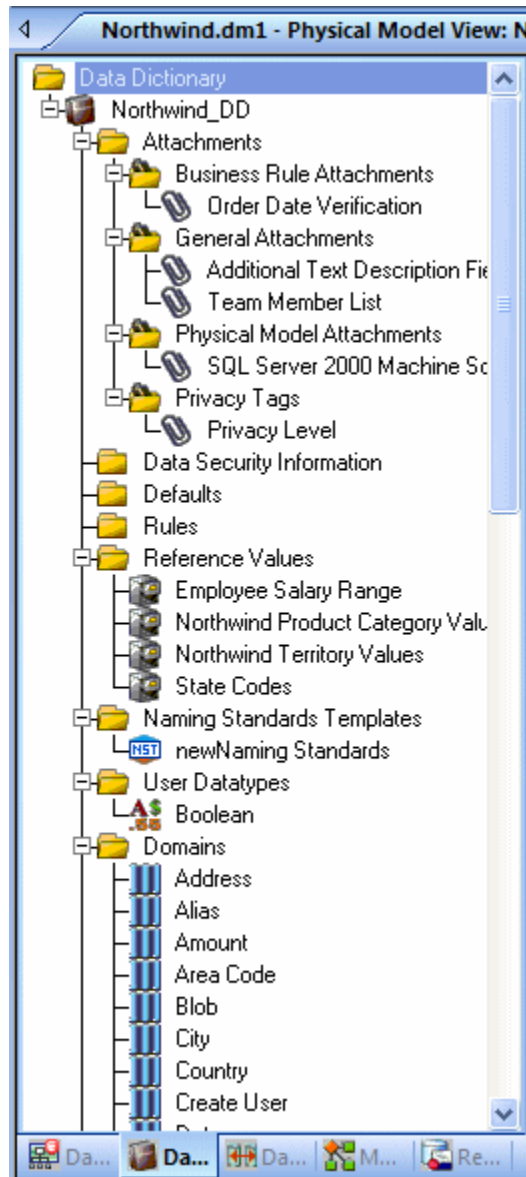 Northwind.dm1 - Physical Model View: N
Data Dictionary
Northwind_DD
Attachments
Business Rule Attachments
Order Date Verification
General Attachments
Additional Text Description Fie
Team Member List
Physical Model Attachments
SQL Server 2000 Machine Sc
Privacy Tags
Privacy Level
Data Security Information
Defaults
Rules
Reference Values
Employee Salary Range
Northwind Product Category Valu
Northwind Territory Values
State Codes
Naming Standards Templates
NST newNaming Standards
User Datatypes
Boolean
Domains
Address
Alias
Amount
Area Code
Blob
City
Country
Create User
Da... Da... Da... M... Re...